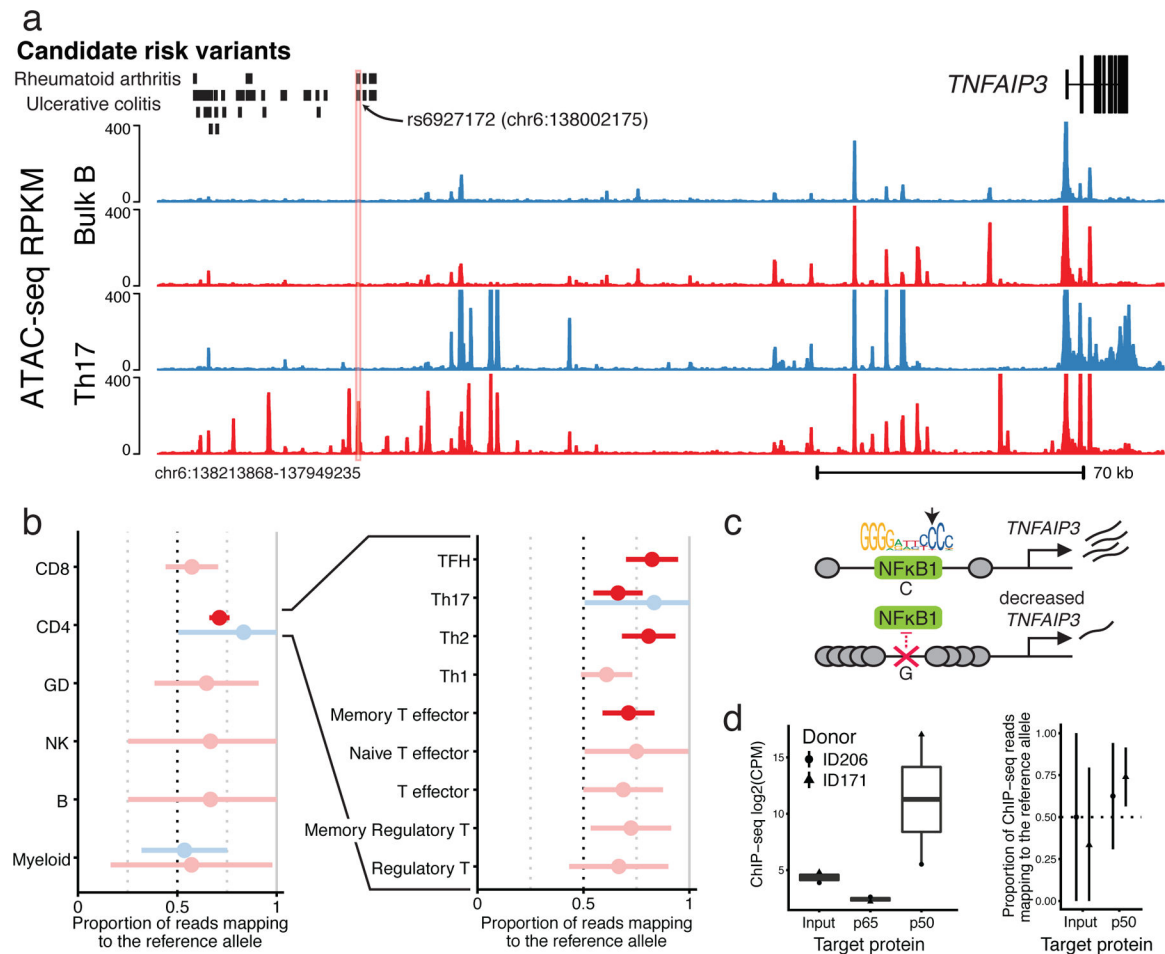 a
Candidate risk variants
Rheumatoid arthritis
Ulcerative colitis
rs6927172 (chr6:138002175)
TNFAIP3
ATAC-seq RPKM
Bulk B
Th17
400
0
400
0
400
0
400
0
chr6:138213868-137949235
70 kb
b
CD8
CD4
GD
NK
B
Myeloid
0
0.5
1
Proportion of reads mapping
to the reference allele
TFH
Th17
Th2
Th1
Memory T effector
Naive T effector
T effector
Memory Regulatory T
Regulatory T
0
0.5
1
Proportion of reads mapping
to the reference allele
c
GGGGATTCCCC
TNFAIP3
NFκB1
C
decreased
TNFAIP3
NFκB1
G
d
ChIP−seq log2(CPM)
15
10
5
Donor
ID206
ID171
Input
p65
p50
Target protein
Proportion of ChIP−seq reads
mapping to the reference allele
1.00
0.75
0.50
0.25
0.00
Input
p50
Target protein